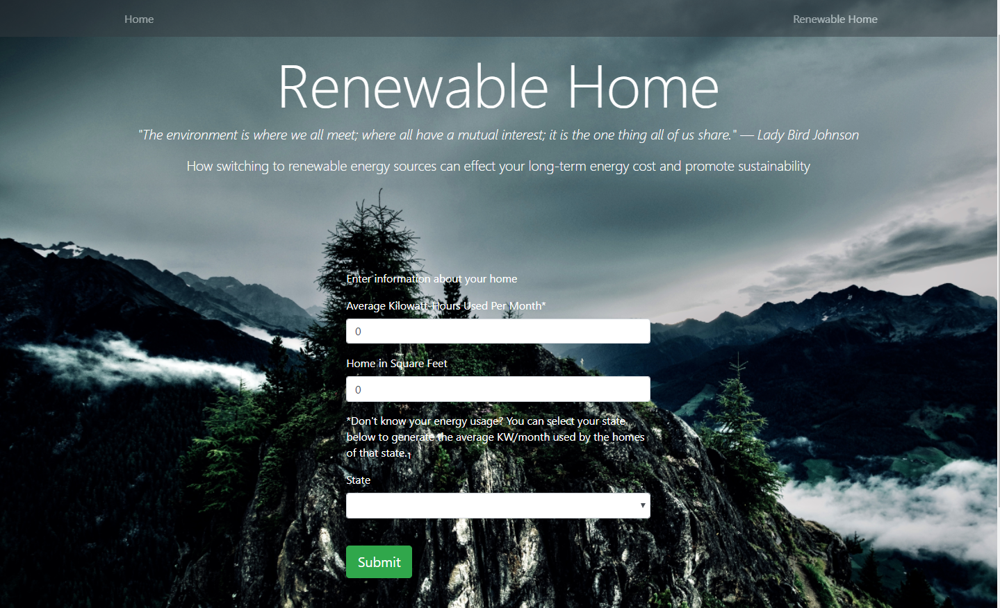 Home
Renewable Home
Renewable Home
"The environment is where we all meet; where all have a mutual interest; it is the one thing all of us share." — Lady Bird Johnson
How switching to renewable energy sources can effect your long-term energy cost and promote sustainability
Enter information about your home
Average Kilowatt-Hours Used Per Month*
0
Home in Square Feet
0
*Don't know your energy usage? You can select your state
below to generate the average KW/month used by the homes
of that state.1
State
Submit